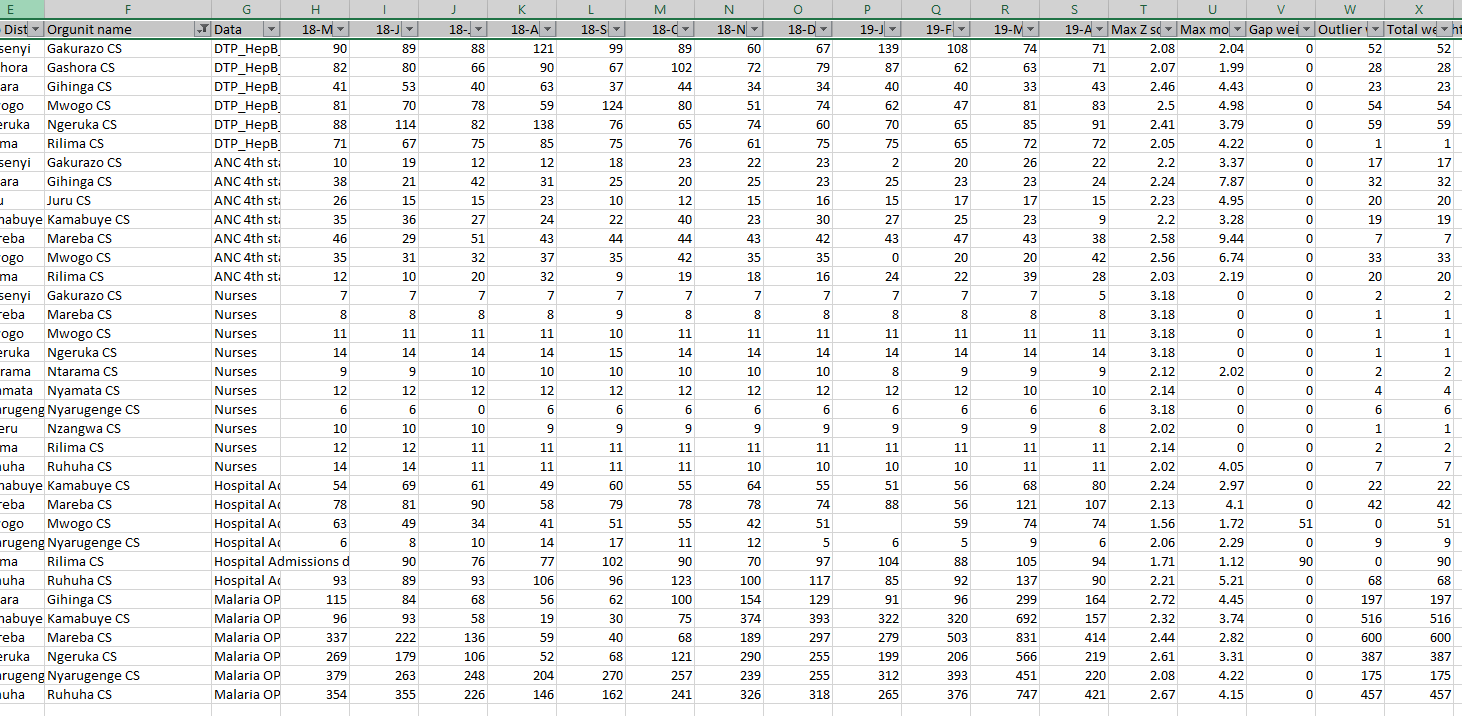 E F G H I J K L M N O P Q R S T U V W X
Dist Orgunit name Data 18-M 18-J 18- 18-A 18-S 18-O 18-N 18-D 19-J 19-F 19-M 19-A Max Z sc Max mo Gap wei Outlier Total we ht
senyi Gakurazo CS DTP_HepB_ 90 89 88 121 99 89 60 67 139 108 74 71 2.08 2.04 0 52 52
hora Gashora CS DTP_HepB_ 82 80 66 90 67 102 72 79 87 62 63 71 2.07 1.99 0 28 28
ara Gihinga CS DTP_HepB_ 41 53 40 63 37 44 34 34 40 40 33 43 2.46 4.43 0 23 23
ogo Mwogo CS DTP_HepB_ 81 70 78 59 124 80 51 74 62 47 81 83 2.5 4.98 0 54 54
eruka Ngeruka CS DTP_HepB_ 88 114 82 138 76 65 74 60 70 65 85 91 2.41 3.79 0 59 59
ma Rilima CS DTP_HepB_ 71 67 75 85 75 76 61 75 75 65 72 72 2.05 4.22 0 1 1
senyi Gakurazo CS ANC 4th sta 10 19 12 12 18 23 22 23 2 20 26 22 2.2 3.37 0 17 17
ara Gihinga CS ANC 4th sta 38 21 42 31 25 20 25 23 25 23 23 24 2.24 7.87 0 32 32
u Juru CS ANC 4th sta 26 15 15 23 10 12 15 16 15 17 17 15 2.23 4.95 0 20 20
mabuye Kamabuye CS ANC 4th sta 35 36 27 24 22 40 23 30 27 25 23 9 2.2 3.28 0 19 19
reba Mareba CS ANC 4th sta 46 29 51 43 44 44 43 42 43 47 43 38 2.58 9.44 0 7 7
ogo Mwogo CS ANC 4th sta 35 31 32 37 35 42 35 35 0 20 20 42 2.56 6.74 0 33 33
ma Rilima CS ANC 4th sta 12 10 20 32 9 19 18 16 24 22 39 28 2.03 2.19 0 20 20
senyi Gakurazo CS Nurses 7 7 7 7 7 7 7 7 7 7 7 5 3.18 0 0 2 2
reba Mareba CS Nurses 8 8 8 8 9 8 8 8 8 8 8 8 3.18 0 0 1 1
ogo Mwogo CS Nurses 11 11 11 11 10 11 11 11 11 11 11 11 3.18 0 0 1 1
eruka Ngeruka CS Nurses 14 14 14 14 15 14 14 14 14 14 14 14 3.18 0 0 1 1
rama Ntarama CS Nurses 9 9 10 10 10 10 10 10 8 9 9 9 2.12 2.02 0 2 2
amata Nyamata CS Nurses 12 12 12 12 12 12 12 12 12 12 10 10 2.14 0 0 4 4
arugeng Nyarugenge CS Nurses 6 6 0 6 6 6 6 6 6 6 6 6 3.18 0 0 6 6
eru Nzangwa CS Nurses 10 10 10 9 9 9 9 9 9 9 9 8 2.02 0 0 1 1
ma Rilima CS Nurses 12 12 11 11 11 11 11 11 11 11 11 11 2.14 0 0 2 2
uha Ruhuha CS Nurses 14 14 11 11 11 11 10 10 10 10 11 11 2.02 4.05 0 7 7
mabuye Kamabuye CS Hospital Ad 54 69 61 49 60 55 64 55 51 56 68 80 2.24 2.97 0 22 22
reba Mareba CS Hospital Ad 78 81 90 58 79 78 78 74 88 56 121 107 2.13 4.1 0 42 42
ogo Mwogo CS Hospital Ad 63 49 34 41 51 55 42 51 59 74 74 1.56 1.72 51 0 51
arugeng Nyarugenge CS Hospital Ad 6 8 10 14 17 11 12 5 6 5 9 6 2.06 2.29 0 9 9
ma Rilima CS Hospital Admissions d 90 76 77 102 90 70 97 104 88 105 94 1.71 1.12 90 0 90
uha Ruhuha CS Hospital Ad 93 89 93 106 96 123 100 117 85 92 137 90 2.21 5.21 0 68 68
ara Gihinga CS Malaria OP 115 84 68 56 62 100 154 129 91 96 299 164 2.72 4.45 0 197 197
mabuye Kamabuye CS Malaria OP 96 93 58 19 30 75 374 393 322 320 692 157 2.32 3.74 0 516 516
reba Mareba CS Malaria OP 337 222 136 59 40 68 189 297 279 503 831 414 2.44 2.82 0 600 600
eruka Ngeruka CS Malaria OP 269 179 106 52 68 121 290 255 199 206 566 219 2.61 3.31 0 387 387
arugeng Nyarugenge CS Malaria OP 379 263 248 204 270 257 239 255 312 393 451 220 2.08 4.22 0 175 175
uha Ruhuha CS Malaria OP 354 355 226 146 162 241 326 318 265 376 747 421 2.67 4.15 0 457 457